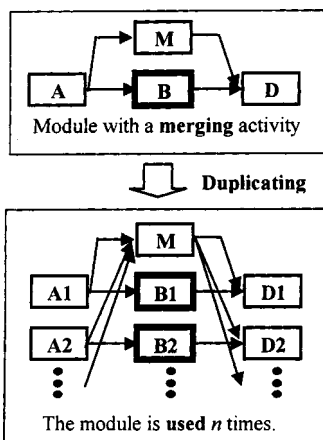 M
A B D
Module with a merging activity
Duplicating
M
A1 B1 D1
A2 B2 D2
The module is used n times.